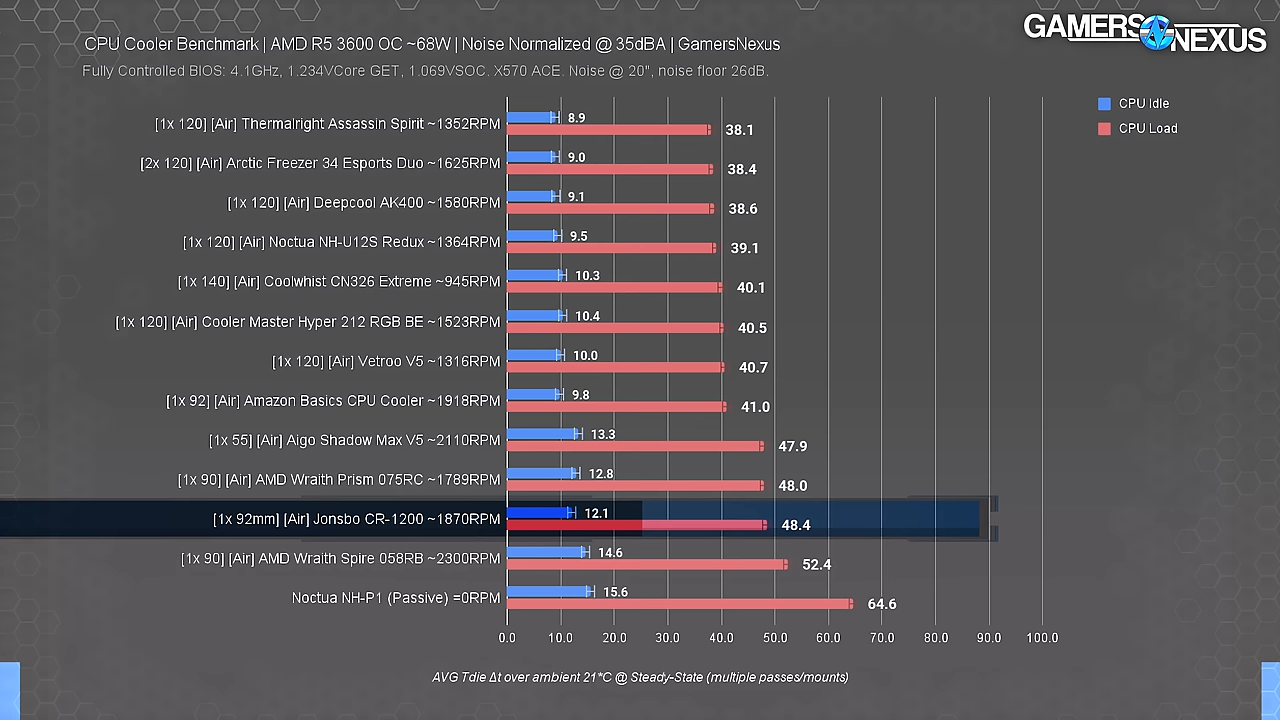 GAMERS NEXUS
CPU Cooler Benchmark | AMD R5 3600 OC ~68W | Noise Normalized @ 35dBA | GamersNexus
Fully Controlled BIOS: 4.1GHz, 1.234VCore GET, 1.069VSOC. X570 ACE. Noise @ 20", noise floor 26dB.
CPU Idle
CPU Load
[1x 120] [Air] Thermalright Assassin Spirit ~1352RPM 8.9 38.1
[2x 120] [Air] Arctic Freezer 34 Esports Duo ~1625RPM 9.0 38.4
[1x 120] [Air] Deepcool AK400 ~1580RPM 9.1 38.6
[1x 120] [Air] Noctua NH-U12S Redux ~1364RPM 9.5 39.1
[1x 140] [Air] Coolwhist CN326 Extreme ~945RPM 10.3 40.1
[1x 120] [Air] Cooler Master Hyper 212 RGB BE ~1523RPM 10.4 40.5
[1x 120] [Air] Vetroo V5 ~1316RPM 10.0 40.7
[1x 92] [Air] Amazon Basics CPU Cooler ~1918RPM 9.8 41.0
[1x 55] [Air] Aigo Shadow Max V5 ~2110RPM 13.3 47.9
[1x 90] [Air] AMD Wraith Prism 075RC ~1789RPM 12.8 48.0
[1x 92mm] [Air] Jonsbo CR-1200 ~1870RPM 12.1 48.4
[1x 90] [Air] AMD Wraith Spire 058RB ~2300RPM 14.6 52.4
Noctua NH-P1 (Passive) =0RPM 15.6 64.6
0.0 10.0 20.0 30.0 40.0 50.0 60.0 70.0 80.0 90.0 100.0
AVG Tdie Δt over ambient 21*C @ Steady-State (multiple passes/mounts)